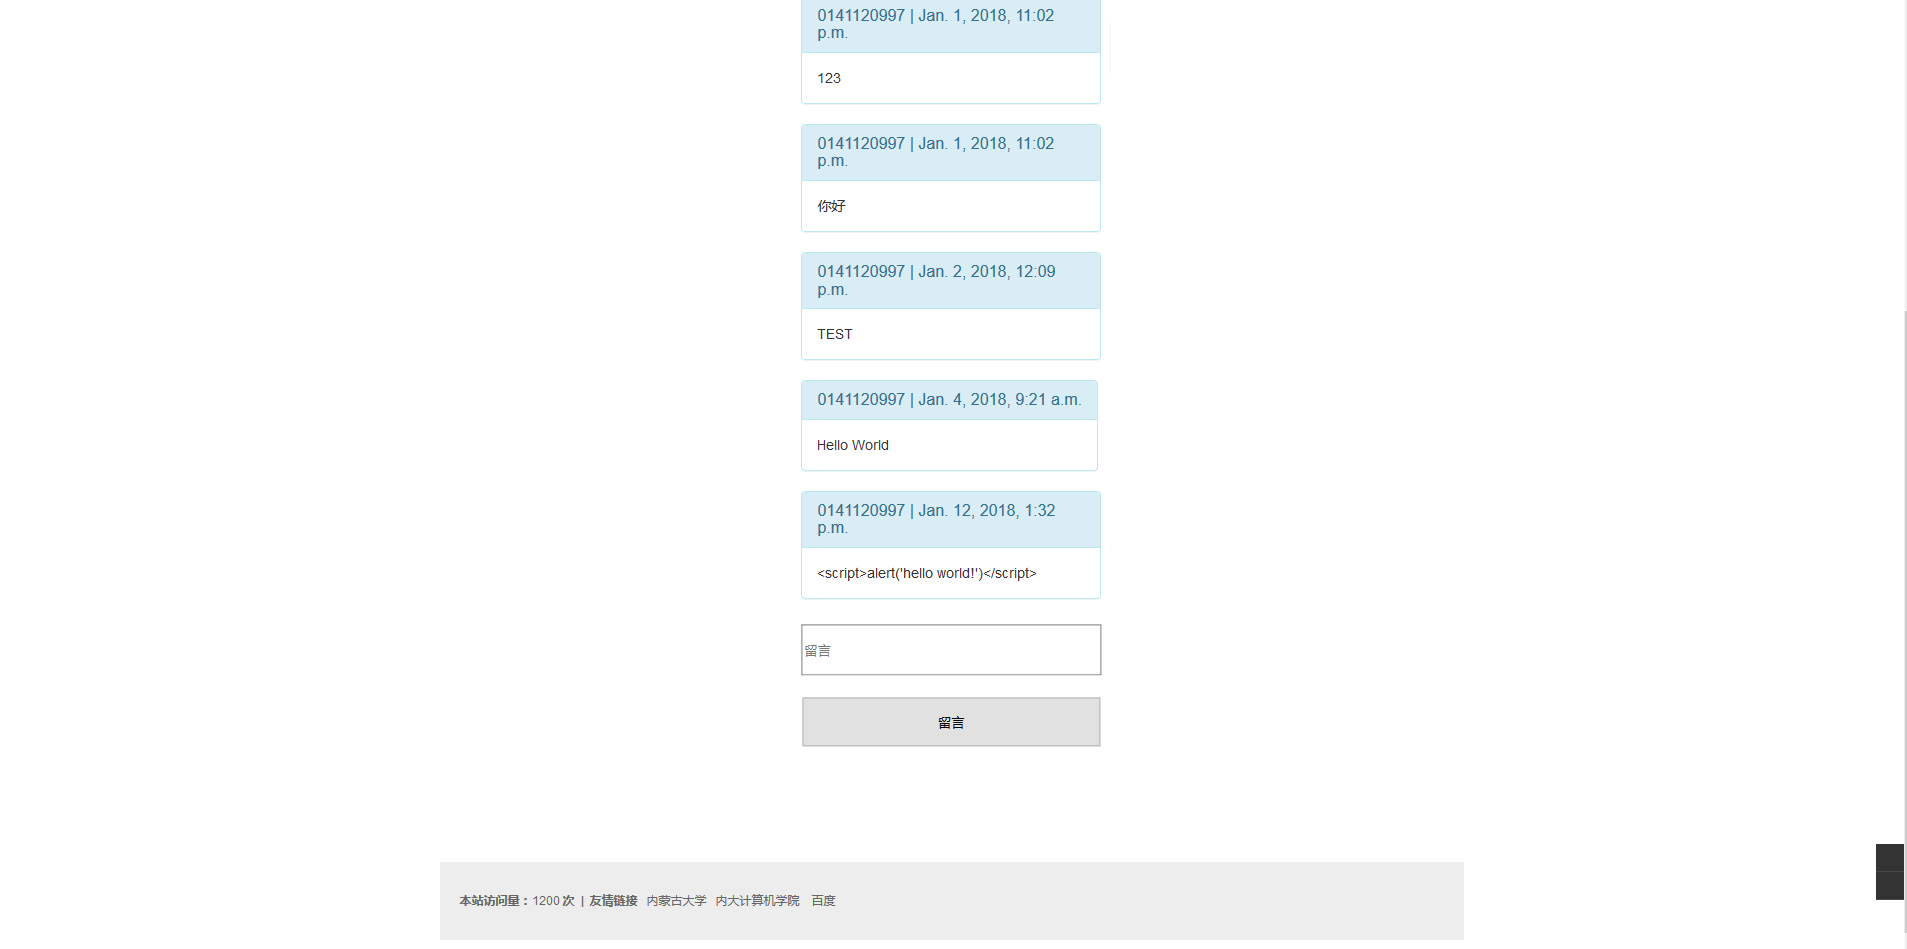 0141120997 | Jan. 1, 2018, 11:02
p.m.
123
0141120997 | Jan. 1, 2018, 11:02
p.m.
你好
0141120997 | Jan. 2, 2018, 12:09
p.m.
TEST
0141120997 | Jan. 4, 2018, 9:21 a.m.
Hello World
0141120997 | Jan. 12, 2018, 1:32
p.m.
<script>alert('hello world!')</script>
留言
留言
本站访问量：1200 次 | 友情链接 内蒙古大学 内大计算机学院 百度